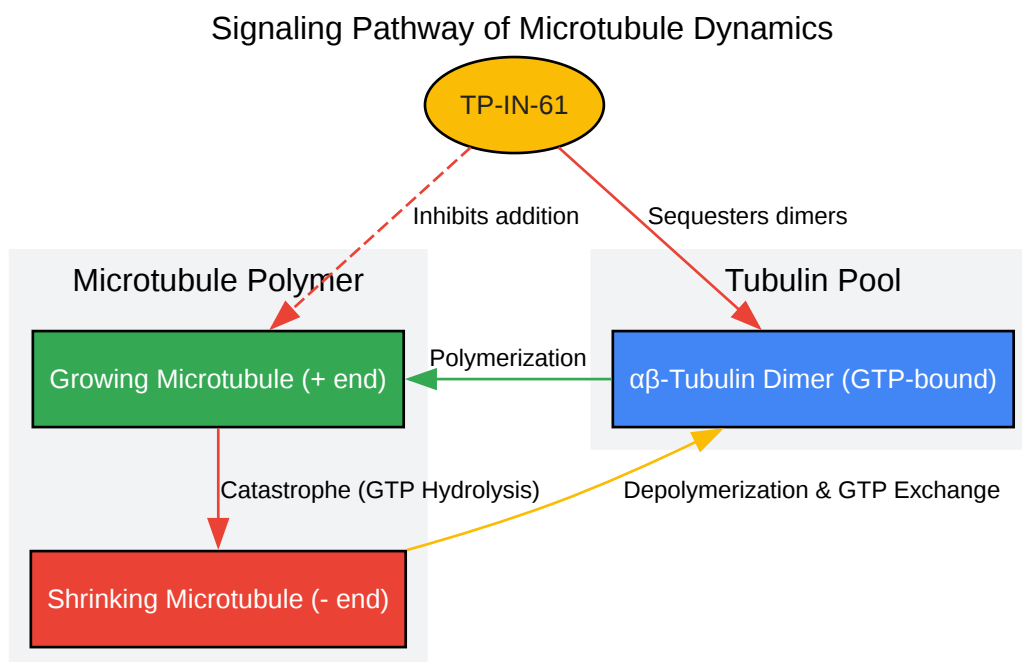 Signaling Pathway of Microtubule Dynamics
TP-IN-61
Inhibits addition
Sequesters dimers
Microtubule Polymer
Tubulin Pool
Growing Microtubule (+ end)
Polymerization
αβ-Tubulin Dimer (GTP-bound)
Catastrophe (GTP Hydrolysis)
Depolymerization & GTP Exchange
Shrinking Microtubule (- end)